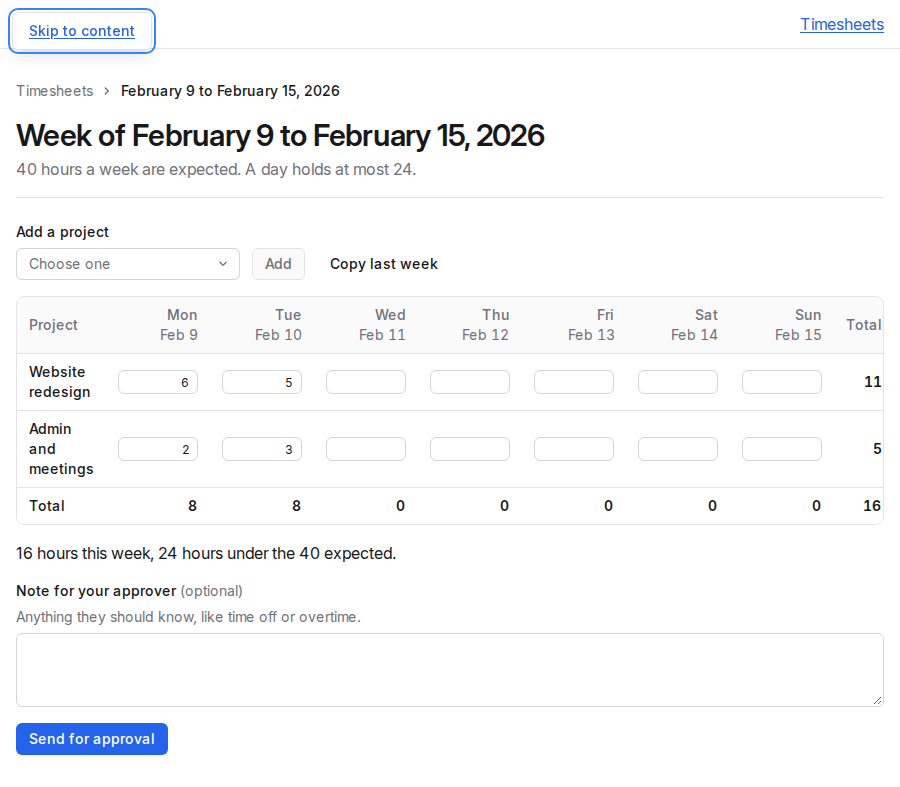 Skip to content
Timesheets
Timesheets > February 9 to February 15, 2026
Week of February 9 to February 15, 2026
40 hours a week are expected. A day holds at most 24.
Add a project
Choose one
Add
Copy last week
Project Mon Feb 9 Tue Feb 10 Wed Feb 11 Thu Feb 12 Fri Feb 13 Sat Feb 14 Sun Feb 15 Total
Website redesign 6 5 11
Admin and meetings 2 3 5
Total 8 8 0 0 0 0 0 16
16 hours this week, 24 hours under the 40 expected.
Note for your approver (optional)
Anything they should know, like time off or overtime.
Send for approval